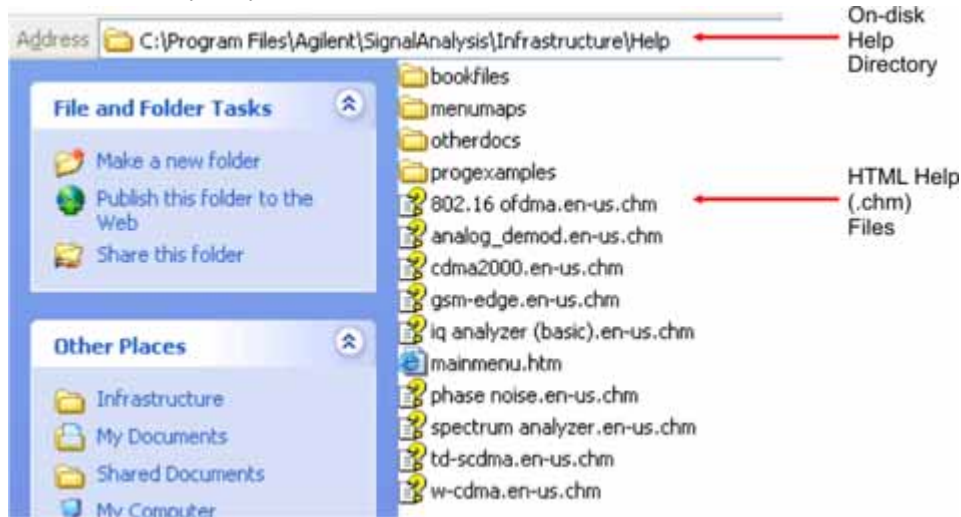 Address C:\Program Files\Agilent\SignalAnalysis\Infrastructure\Help
On-disk
Help
Directory
File and Folder Tasks
Make a new folder
Publish this folder to the
Web
Share this folder
Other Places
Infrastructure
My Documents
Shared Documents
My Computer
bookfiles
menumaps
otherdocs
progexamples
802.16 ofdma.en-us.chm
analog_demod.en-us.chm
cdma2000.en-us.chm
gsm-edge.en-us.chm
iq analyzer (basic).en-us.chm
mainmenu.htm
phase noise.en-us.chm
spectrum analyzer.en-us.chm
td-scdma.en-us.chm
w-cdma.en-us.chm
HTML Help
(.chm)
Files